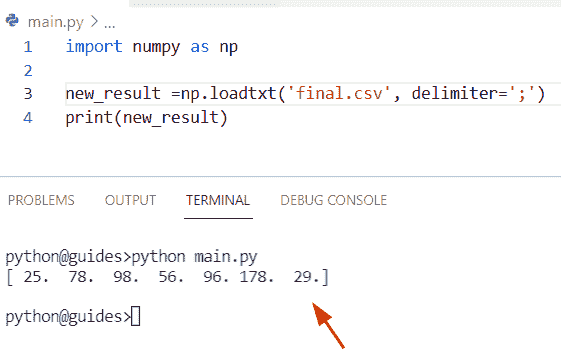 main.py > ...
1 import numpy as np
2
3 new_result =np.loadtxt('final.csv', delimiter=';')
4 print(new_result)
PROBLEMS OUTPUT TERMINAL DEBUG CONSOLE
python@guides>python main.py
[ 25.  78.  98.  56.  96. 178.  29.]
python@guides>